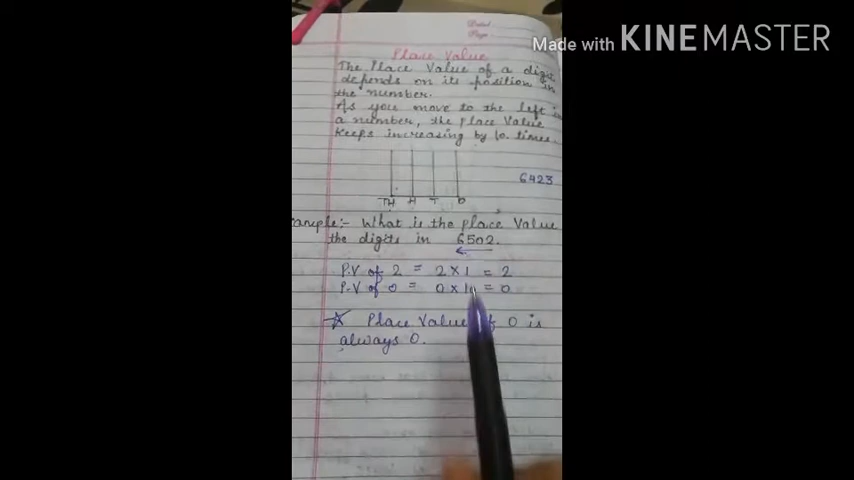 Date!
Page
Made with KINEMASTER
Place Value
The Place Value of a digit
depends on its position in
the number.
As you move to the left in
a number, the Place Value
Keeps increasing by 10 times.
6423
TH H T O
ample:- What is the place Value
the digits in 6502.
P.V of 2 = 2 × 1 = 2
P.V of 0 = 0 × 10 = 0
Place Value of 0 is
always 0.